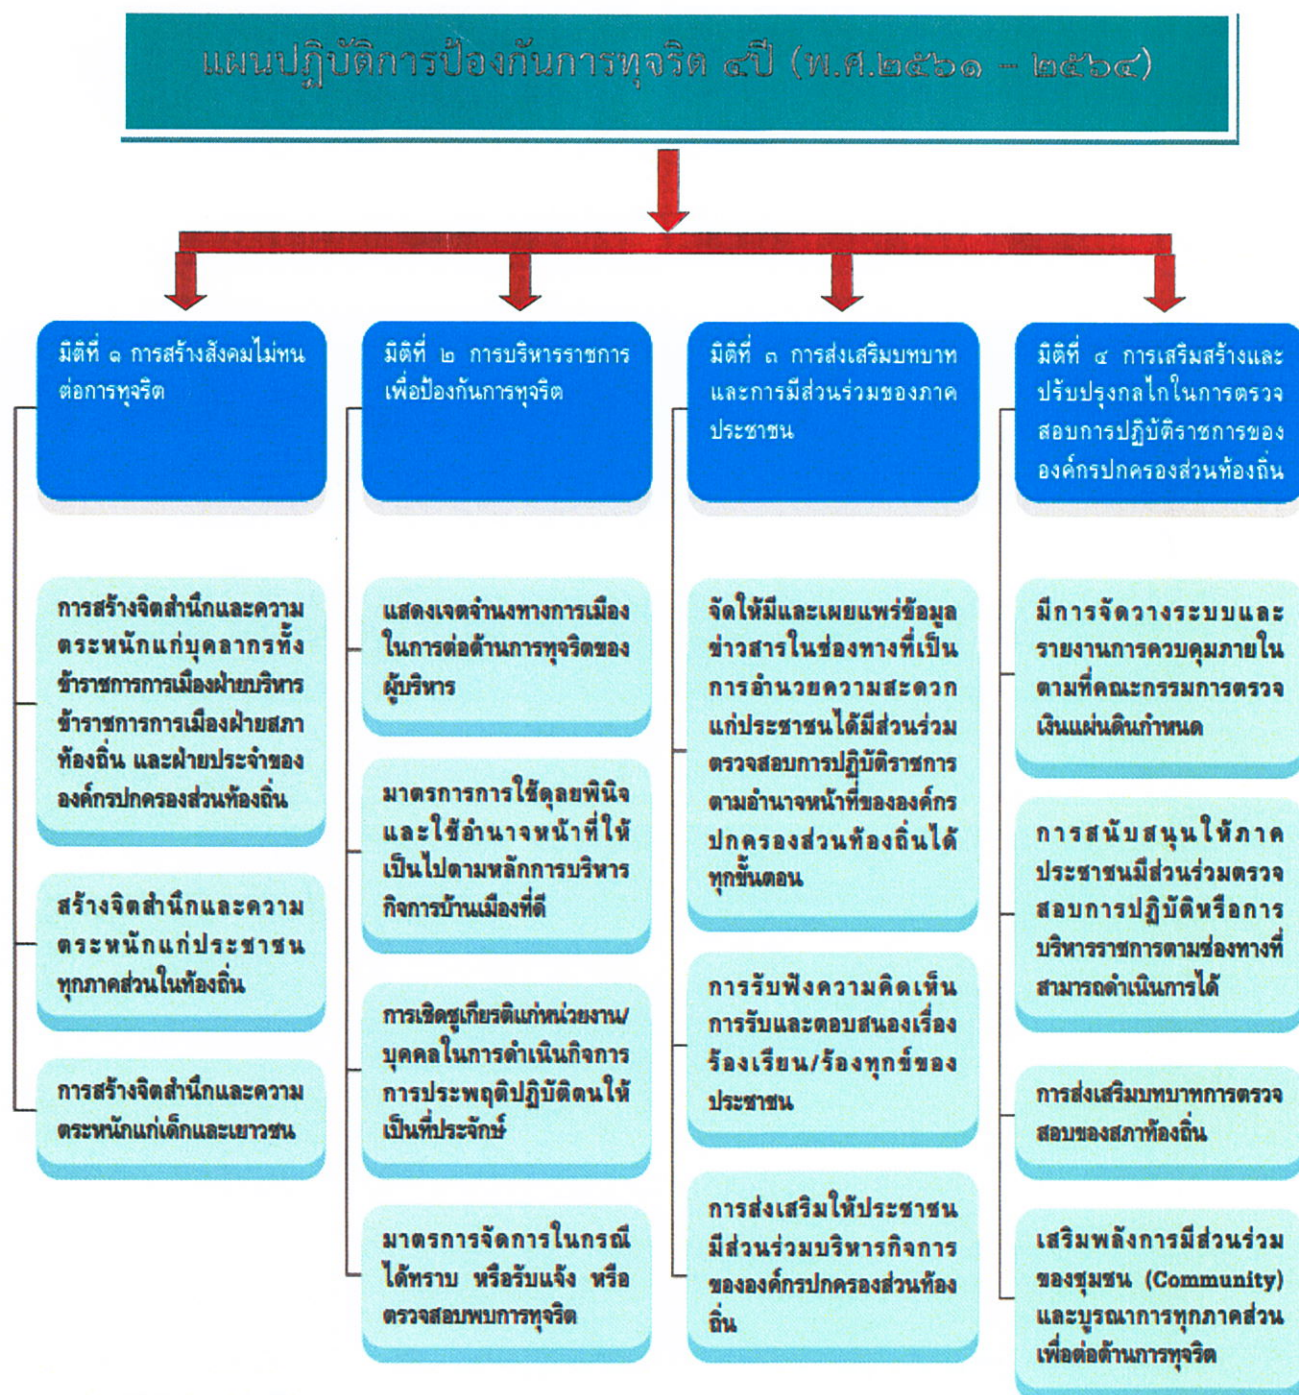 แผนปฏิบัติการป้องกันการทุจริต ๔ปี (พ.ศ.๒๕๖๑ – ๒๕๖๔)
มิติที่ ๑ การสร้างสังคมไม่ทน
ต่อการทุจริต
การสร้างจิตสำนึกและความ
ตระหนักแก่บุคลากรทั้ง
ข้าราชการการเมืองฝ่ายบริหาร
ข้าราชการการเมืองฝ่ายสภา
ท้องถิ่น และฝ่ายประจำของ
องค์กรปกครองส่วนท้องถิ่น
สร้างจิตสำนึกและความ
ตระหนักแก่ประชาชน
ทุกภาคส่วนในท้องถิ่น
การสร้างจิตสำนึกและความ
ตระหนักแก่เด็กและเยาวชน
มิติที่ ๒ การบริหารราชการ
เพื่อป้องกันการทุจริต
แสดงเจตจำนงทางการเมือง
ในการต่อต้านการทุจริตของ
ผู้บริหาร
มาตรการการใช้ดุลยพินิจ
และใช้อำนาจหน้าที่ให้
เป็นไปตามหลักการบริหาร
กิจการบ้านเมืองที่ดี
การเชิดชูเกียรติแก่หน่วยงาน/
บุคคลในการดำเนินกิจการ
การประพฤติปฏิบัติตนให้
เป็นที่ประจักษ์
มาตรการจัดการในกรณี
ได้ทราบ หรือรับแจ้ง หรือ
ตรวจสอบพบการทุจริต
มิติที่ ๓ การส่งเสริมบทบาท
และการมีส่วนร่วมของภาค
ประชาชน
จัดให้มีและเผยแพร่ข้อมูล
ข่าวสารในช่องทางที่เป็น
การอำนวยความสะดวก
แก่ประชาชนได้มีส่วนร่วม
ตรวจสอบการปฏิบัติราชการ
ตามอำนาจหน้าที่ขององค์กร
ปกครองส่วนท้องถิ่นได้
ทุกขั้นตอน
การรับฟังความคิดเห็น
การรับและตอบสนองเรื่อง
ร้องเรียน/ร้องทุกข์ของ
ประชาชน
การส่งเสริมให้ประชาชน
มีส่วนร่วมบริหารกิจการ
ขององค์กรปกครองส่วนท้อง
ถิ่น
มิติที่ ๔ การเสริมสร้างและ
ปรับปรุงกลไกในการตรวจ
สอบการปฏิบัติราชการของ
องค์กรปกครองส่วนท้องถิ่น
มีการจัดวางระบบและ
รายงานการควบคุมภายใน
ตามที่คณะกรรมการตรวจ
เงินแผ่นดินกำหนด
การสนับสนุนให้ภาค
ประชาชนมีส่วนร่วมตรวจ
สอบการปฏิบัติหรือการ
บริหารราชการตามช่องทางที่
สามารถดำเนินการได้
การส่งเสริมบทบาทการตรวจ
สอบของสภาท้องถิ่น
เสริมพลังการมีส่วนร่วม
ของชุมชน (Community)
และบูรณาการทุกภาคส่วน
เพื่อต่อต้านการทุจริต